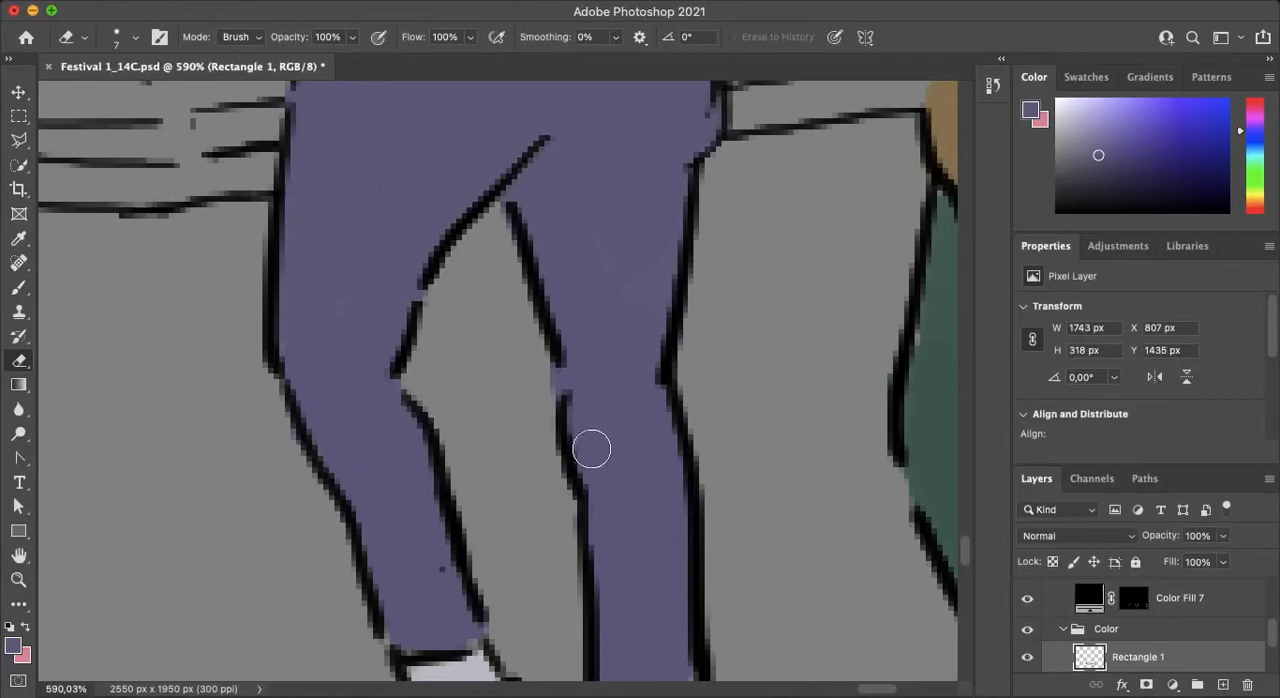 Adobe Photoshop 2021
7 Mode: Brush Opacity: 100% Flow: 100% Smoothing: 0% 0° Erase to History
Festival 1_14C.psd @ 590% (Rectangle 1, RGB/8) *
Color Swatches Gradients Patterns
Properties Adjustments Libraries
Pixel Layer
Transform
W 1743 px X 807 px
H 318 px Y 1435 px
0,00°
Align and Distribute
Align:
Layers Channels Paths
Kind
Normal Opacity: 100%
Lock: Fill: 100%
Color Fill 7
Color
Rectangle 1
fx
590,03% 2550 px x 1950 px (300 ppi)